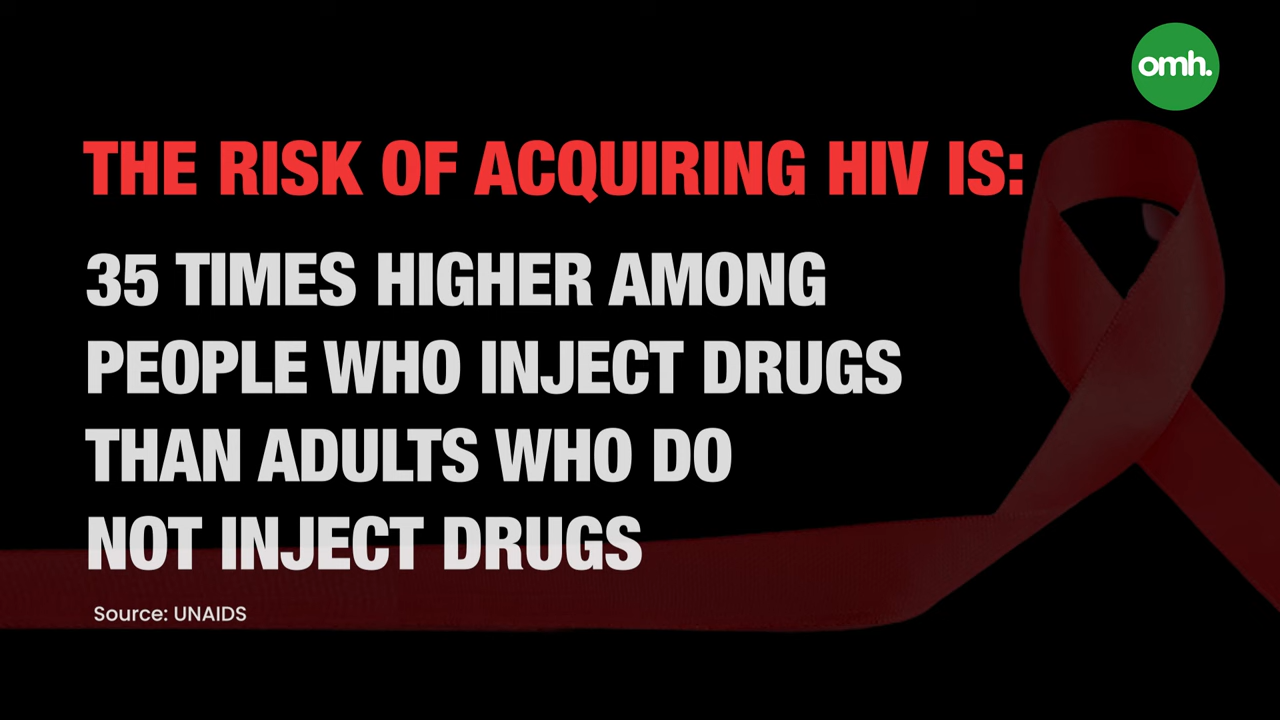 omh.
THE RISK OF ACQUIRING HIV IS:
35 TIMES HIGHER AMONG
PEOPLE WHO INJECT DRUGS
THAN ADULTS WHO DO
NOT INJECT DRUGS
Source: UNAIDS